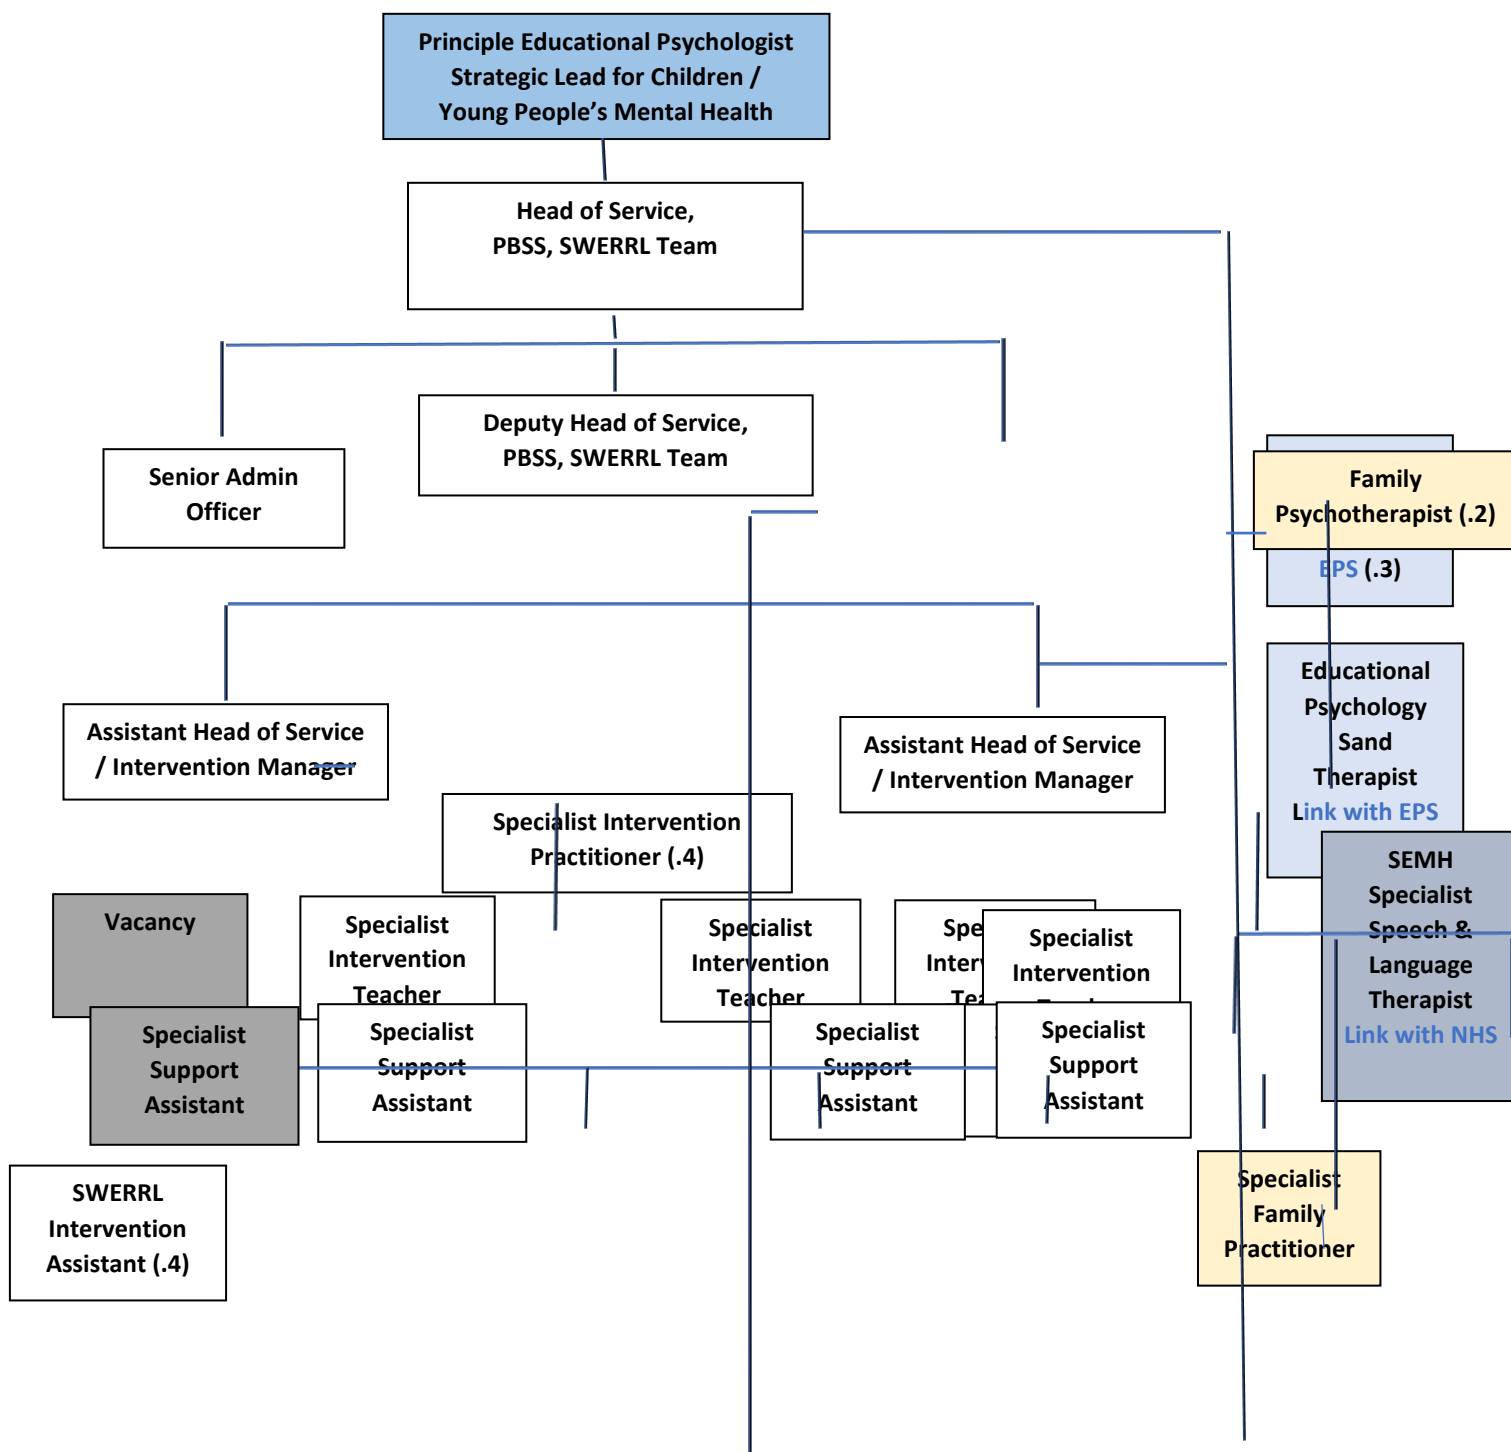 Principle Educational Psychologist
Strategic Lead for Children /
Young People’s Mental Health
Head of Service,
PBSS, SWERRL Team
Deputy Head of Service,
PBSS, SWERRL Team
Senior Admin
Officer
Family
Psychotherapist (.2)
EPS (.3)
Educational
Psychology
Sand
Therapist
Link with EPS
Assistant Head of Service
/ Intervention Manager
Assistant Head of Service
/ Intervention Manager
Specialist Intervention
Practitioner (.4)
SEMH
Specialist
Speech &
Language
Therapist
Link with NHS
Vacancy
Specialist
Intervention
Teacher
Specialist
Intervention
Teacher
Specialist
Intervention
Specialist
Support
Assistant
Specialist
Support
Assistant
Specialist
Support
Assistant
Specialist
Support
Assistant
SWERRL
Intervention
Assistant (.4)
Specialist
Family
Practitioner